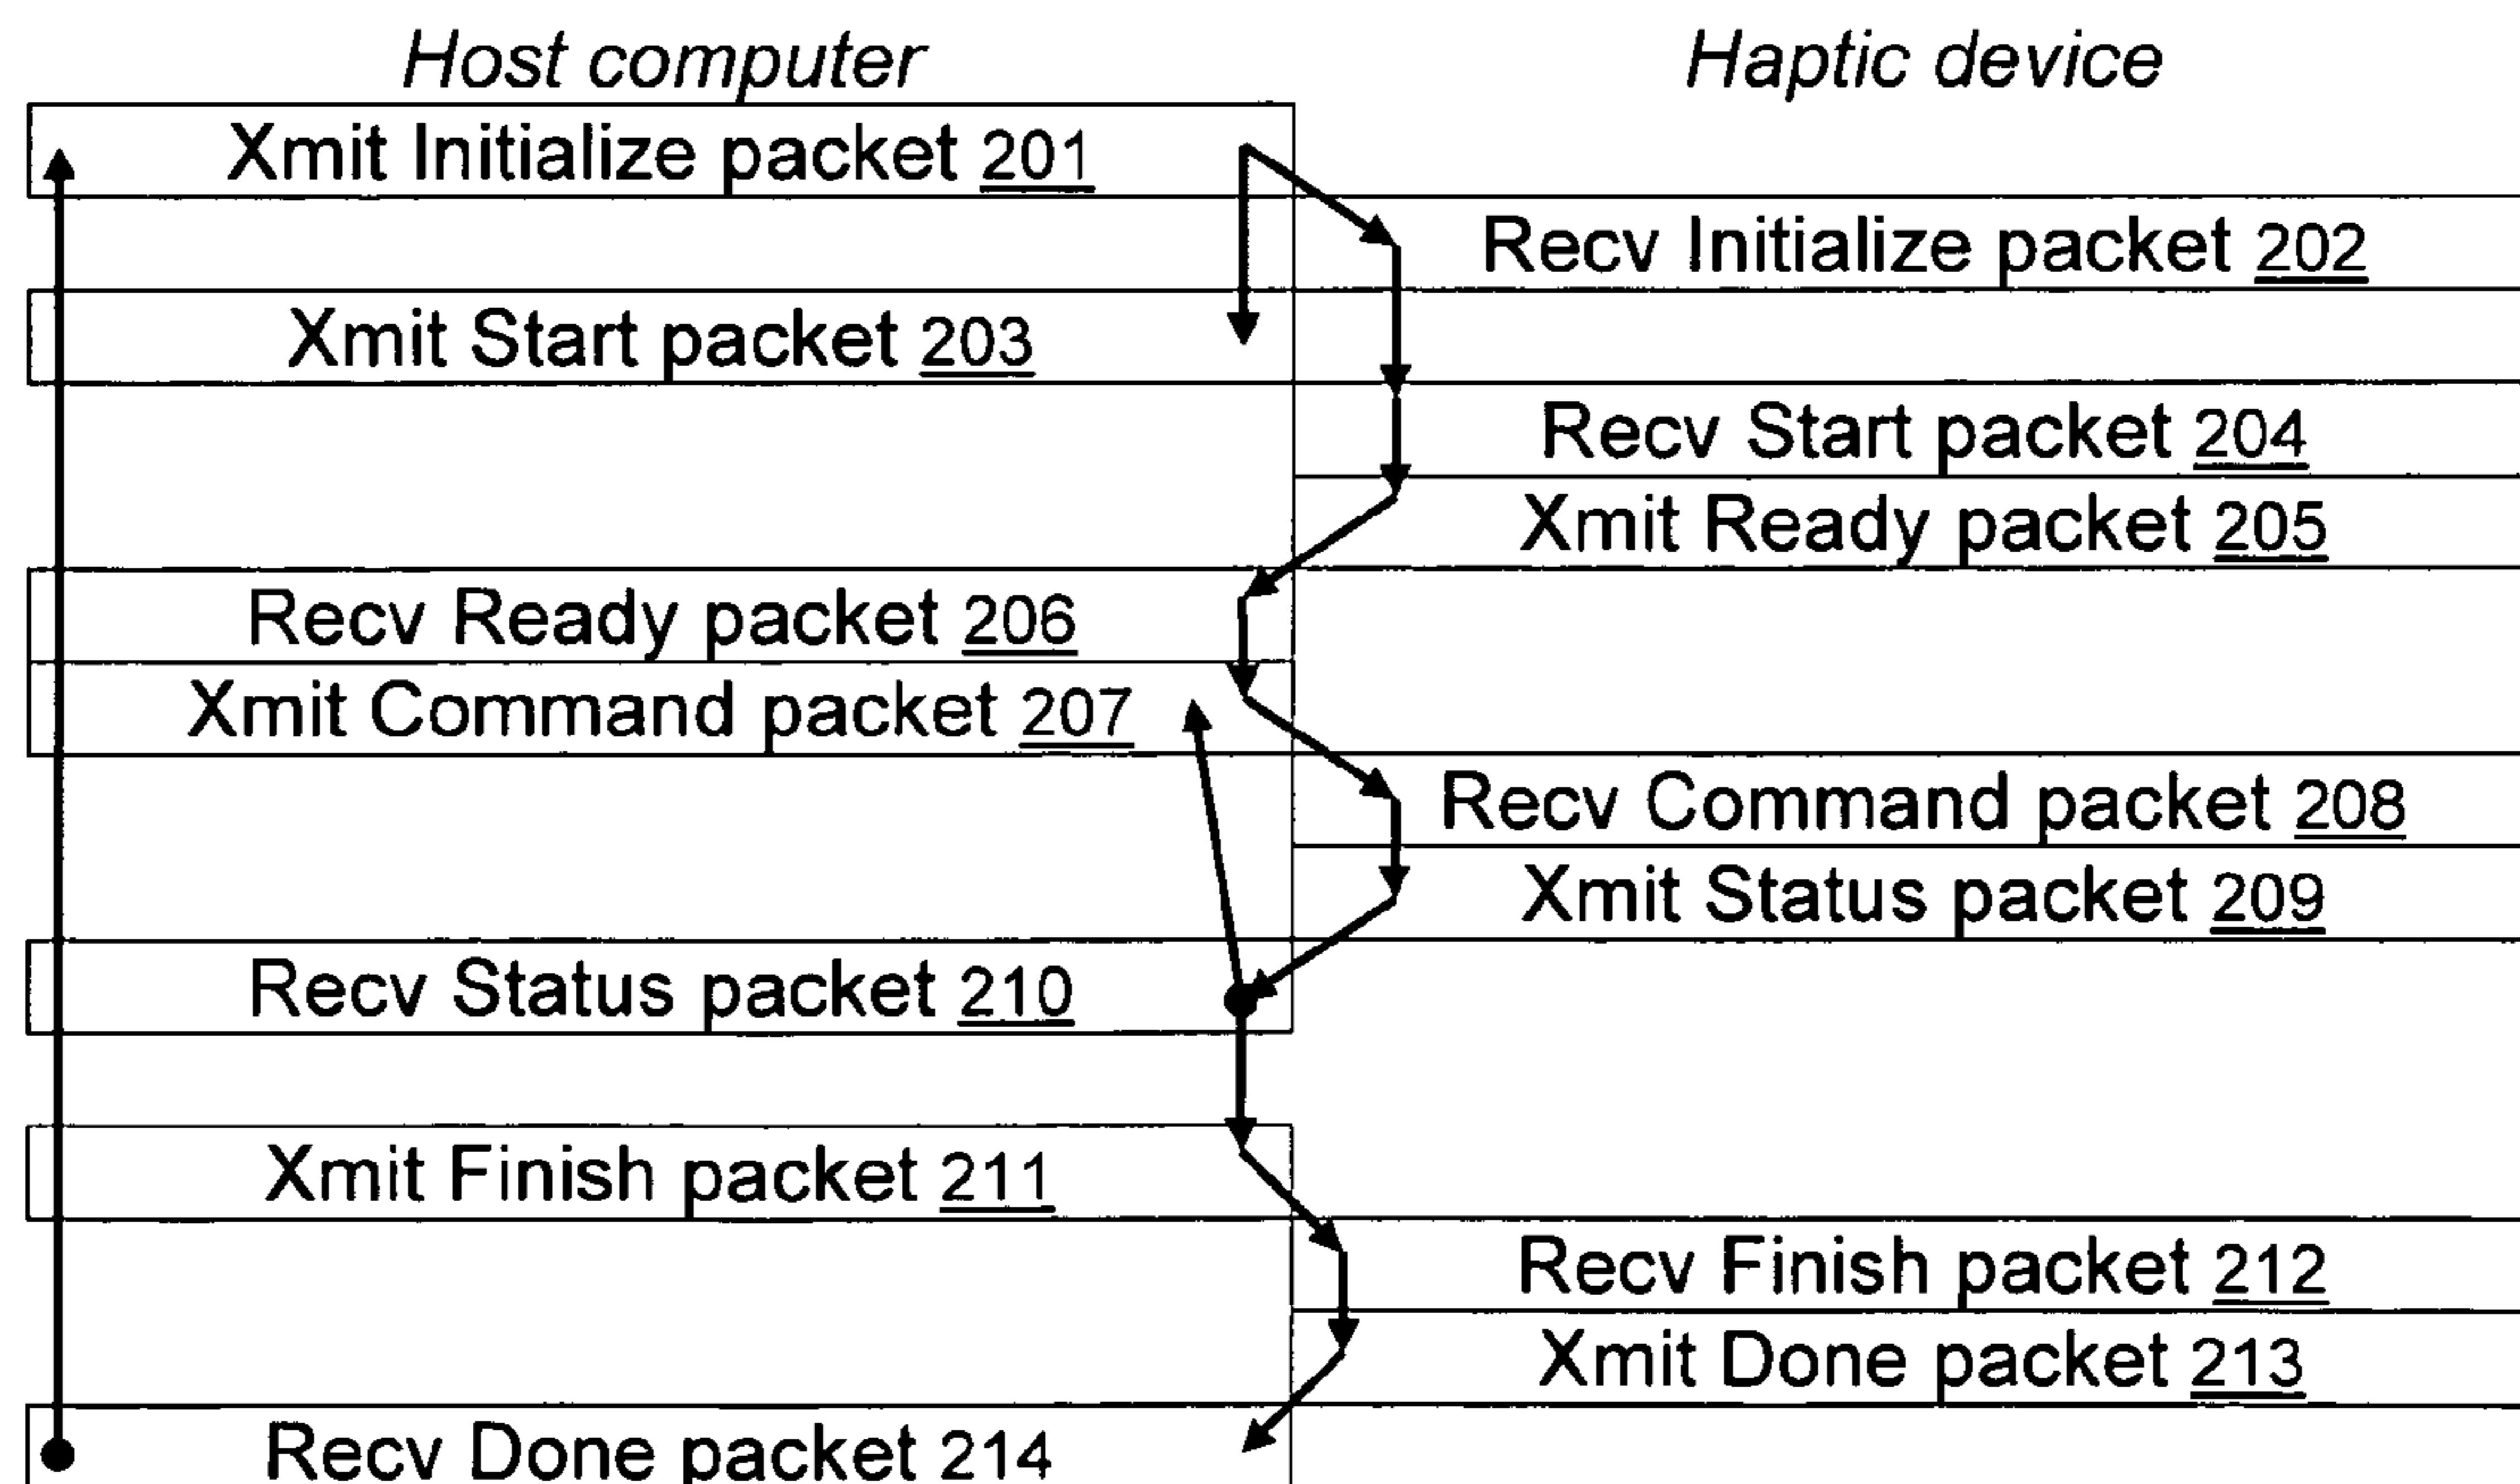 Host computer
Haptic device
Xmit Initialize packet 201
Recv Initialize packet 202
Xmit Start packet 203
Recv Start packet 204
Xmit Ready packet 205
Recv Ready packet 206
Xmit Command packet 207
Recv Command packet 208
Xmit Status packet 209
Recv Status packet 210
Xmit Finish packet 211
Recv Finish packet 212
Xmit Done packet 213
Recv Done packet 214